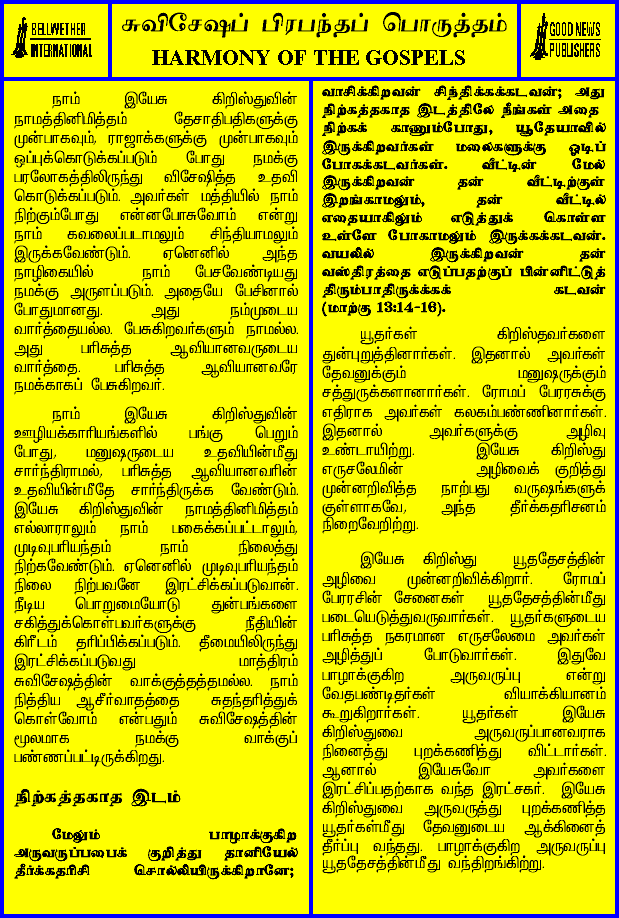 BELLWETHER
INTERNATIONAL
சுவிசேஷப் பிரபந்தப் பொருத்தம்
HARMONY OF THE GOSPELS
GOOD NEWS
PUBLISHERS
நாம் இயேசு கிறிஸ்துவின்
நாமத்தினிமித்தம் தேசாதிபதிகளுக்கு
முன்பாகவும், ராஜாக்களுக்கு முன்பாகவும்
ஒப்புக்கொடுக்கப்படும் போது நமக்கு
பரலோகத்திலிருந்து விசேஷித்த உதவி
கொடுக்கப்படும். அவர்கள் மத்தியில் நாம்
நிற்கும்போது என்னபேசுவோம் என்று
நாம் கவலைப்படாமலும் சிந்தியாமலும்
இருக்கவேண்டும். ஏனெனில் அந்த
நாழிகையில் நாம் பேசவேண்டியது
நமக்கு அருளப்படும். அதையே பேசினால்
போதுமானது. அது நம்முடைய
வார்த்தையல்ல. பேசுகிறவர்களும் நாமல்ல.
அது பரிசுத்த ஆவியானவருடைய
வார்த்தை. பரிசுத்த ஆவியானவரே
நமக்காகப் பேசுகிறவர்.
நாம் இயேசு கிறிஸ்துவின்
ஊழியக்காரியங்களில் பங்கு பெறும்
போது, மனுஷருடைய உதவியின்மீது
சார்ந்திராமல், பரிசுத்த ஆவியானவரின்
உதவியின்மீதே சார்ந்திருக்க வேண்டும்.
இயேசு கிறிஸ்துவின் நாமத்தினிமித்தம்
எல்லாராலும் நாம் பகைக்கப்பட்டாலும்,
முடிவுபரியந்தம் நாம் நிலைத்து
நிற்கவேண்டும். ஏனெனில் முடிவுபரியந்தம்
நிலை நிற்பவனே இரட்சிக்கப்படுவான்.
நீடிய பொறுமையோடு துன்பங்களை
சகித்துக்கொள்பவர்களுக்கு நீதியின்
கிரீடம் தரிப்பிக்கப்படும். தீமையிலிருந்து
இரட்சிக்கப்படுவது மாத்திரம்
சுவிசேஷத்தின் வாக்குத்தத்தமல்ல. நாம்
நித்திய ஆசீர்வாதத்தை சுதந்தரித்துக்
கொள்வோம் என்பதும் சுவிசேஷத்தின்
மூலமாக நமக்கு வாக்குப்
பண்ணப்பட்டிருக்கிறது.
நிற்கத்தகாத இடம்
மேலும் பாழாக்குகிற
அருவருப்பைக் குறித்து தானியேல்
தீர்க்கதரிசி சொல்லியிருக்கிறானே;
வாசிக்கிறவன் சிந்திக்கக்கடவன்; அது
நிற்கத்தகாத இடத்திலே நீங்கள் அதை
நிற்கக் காணும்போது, யூதேயாவில்
இருக்கிறவர்கள் மலைகளுக்கு ஓடிப்
போகக்கடவர்கள். வீட்டின் மேல்
இருக்கிறவன் தன் வீட்டிற்குள்
இறங்காமலும், தன் வீட்டில்
எதையாகிலும் எடுத்துக் கொள்ள
உள்ளே போகாமலும் இருக்கக்கடவன்.
வயலில் இருக்கிறவன் தன்
வஸ்திரத்தை எடுப்பதற்குப் பின்னிட்டுத்
திரும்பாதிருக்கக் கடவன்
(மாற்கு 13:14-16).
யூதர்கள் கிறிஸ்தவர்களை
துன்புறுத்தினார்கள். இதனால் அவர்கள்
தேவனுக்கும் மனுஷருக்கும்
சத்துருக்களானார்கள். ரோமப் பேரரசுக்கு
எதிராக அவர்கள் கலகம்பண்ணினார்கள்.
இதனால் அவர்களுக்கு அழிவு
உண்டாயிற்று. இயேசு கிறிஸ்து
எருசலேமின் அழிவைக் குறித்து
முன்னறிவித்த நாற்பது வருஷங்களுக்
குள்ளாகவே, அந்த தீர்க்கதரிசனம்
நிறைவேறிற்று.
இயேசு கிறிஸ்து யூததேசத்தின்
அழிவை முன்னறிவிக்கிறார். ரோமப்
பேரரசின் சேனைகள் யூததேசத்தின்மீது
படையெடுத்துவருவார்கள். யூதர்களுடைய
பரிசுத்த நகரமான எருசலேமை அவர்கள்
அழித்துப் போடுவார்கள். இதுவே
பாழாக்குகிற அருவருப்பு என்று
வேதபண்டிதர்கள் வியாக்கியானம்
கூறுகிறார்கள். யூதர்கள் இயேசு
கிறிஸ்துவை அருவருப்பானவராக
நினைத்து புறக்கணித்து விட்டார்கள்.
ஆனால் இயேசுவோ அவர்களை
இரட்சிப்பதற்காக வந்த இரட்சகர். இயேசு
கிறிஸ்துவை அருவருத்து புறக்கணித்த
யூதர்கள்மீது தேவனுடைய ஆக்கினைத்
தீர்ப்பு வந்தது. பாழாக்குகிற அருவருப்பு
யூததேசத்தின்மீது வந்திறங்கிற்று.